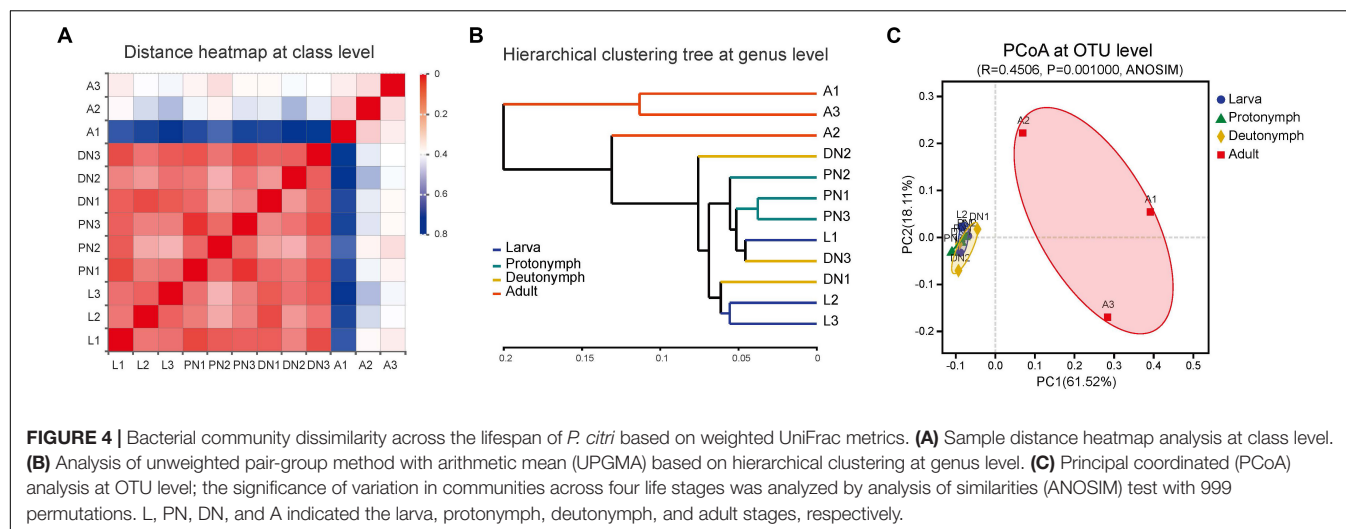 A
Distance heatmap at class level
A3
A2
A1
DN3
DN2
DN1
PN3
PN2
PN1
L3
L2
L1
L1 L2 L3 PN1 PN2 PN3 DN1 DN2 DN3 A1 A2 A3
0
0.2
0.4
0.6
0.8
B
Hierarchical clustering tree at genus level
A1
A3
A2
DN2
PN2
PN1
PN3
L1
DN3
DN1
L2
L3
Larva
Protonymph
Deutonymph
Adult
0.2 0.15 0.1 0.05 0
C
PCoA at OTU level
(R=0.4506, P=0.001000, ANOSIM)
PC2(18.11%)
0.3
0.2
0.1
0.0
-0.1
-0.2
A2
A1
A3
L2
DN1
DN2
-0.1 0.0 0.1 0.2 0.3 0.4 0.5
PC1(61.52%)
Larva
Protonymph
Deutonymph
Adult
FIGURE 4 | Bacterial community dissimilarity across the lifespan of P. citri based on weighted UniFrac metrics. (A) Sample distance heatmap analysis at class level.
(B) Analysis of unweighted pair-group method with arithmetic mean (UPGMA) based on hierarchical clustering at genus level. (C) Principal coordinated (PCoA)
analysis at OTU level; the significance of variation in communities across four life stages was analyzed by analysis of similarities (ANOSIM) test with 999
permutations. L, PN, DN, and A indicated the larva, protonymph, deutonymph, and adult stages, respectively.